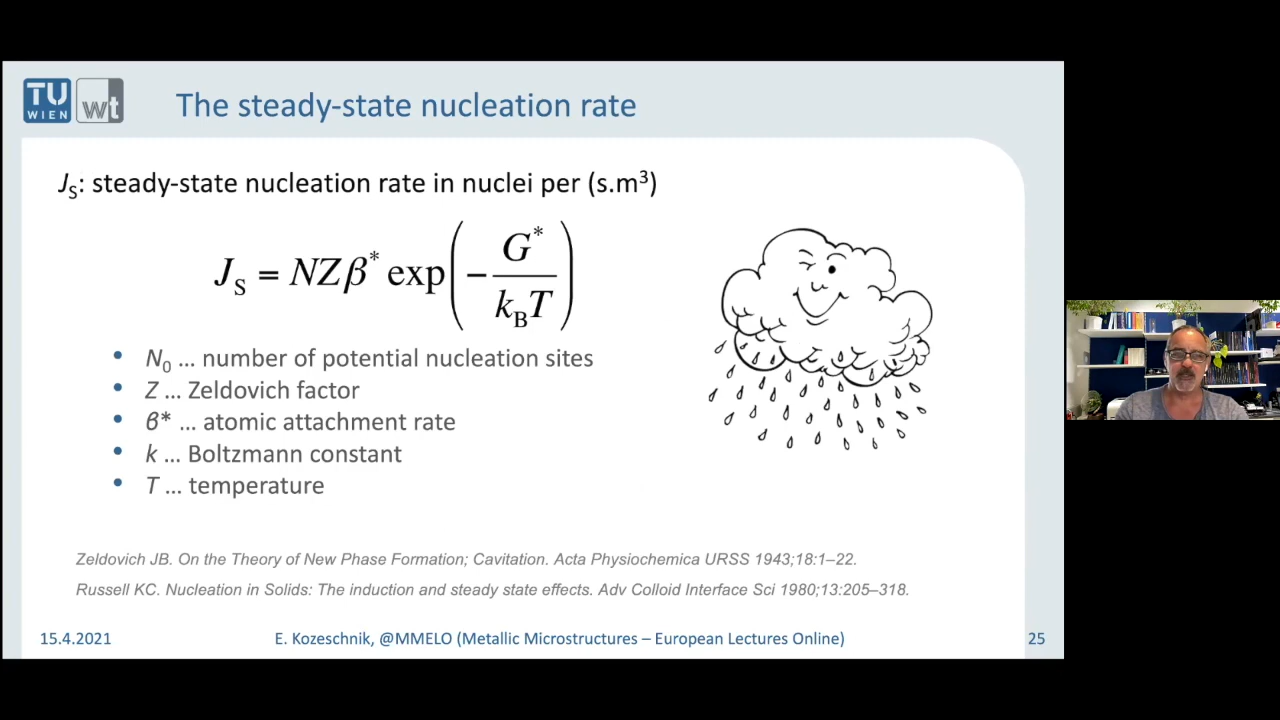 TU
WIEN
wt
The steady-state nucleation rate
J_S: steady-state nucleation rate in nuclei per (s.m³)
J_S = NZβ* exp(−G*/k_BT)
• N₀ … number of potential nucleation sites
• Z … Zeldovich factor
• β* … atomic attachment rate
• k … Boltzmann constant
• T … temperature
Zeldovich JB. On the Theory of New Phase Formation; Cavitation. Acta Physiochemica URSS 1943;18:1–22.
Russell KC. Nucleation in Solids: The induction and steady state effects. Adv Colloid Interface Sci 1980;13:205–318.
15.4.2021 E. Kozeschnik, @MMELO (Metallic Microstructures – European Lectures Online) 25